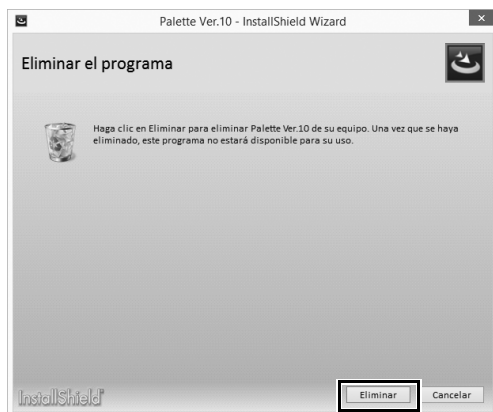 Palette Ver.10 - InstallShield Wizard
Eliminar el programa
Haga clic en Eliminar para eliminar Palette Ver.10 de su equipo. Una vez que se haya
eliminado, este programa no estará disponible para su uso.
InstallShield
Eliminar
Cancelar